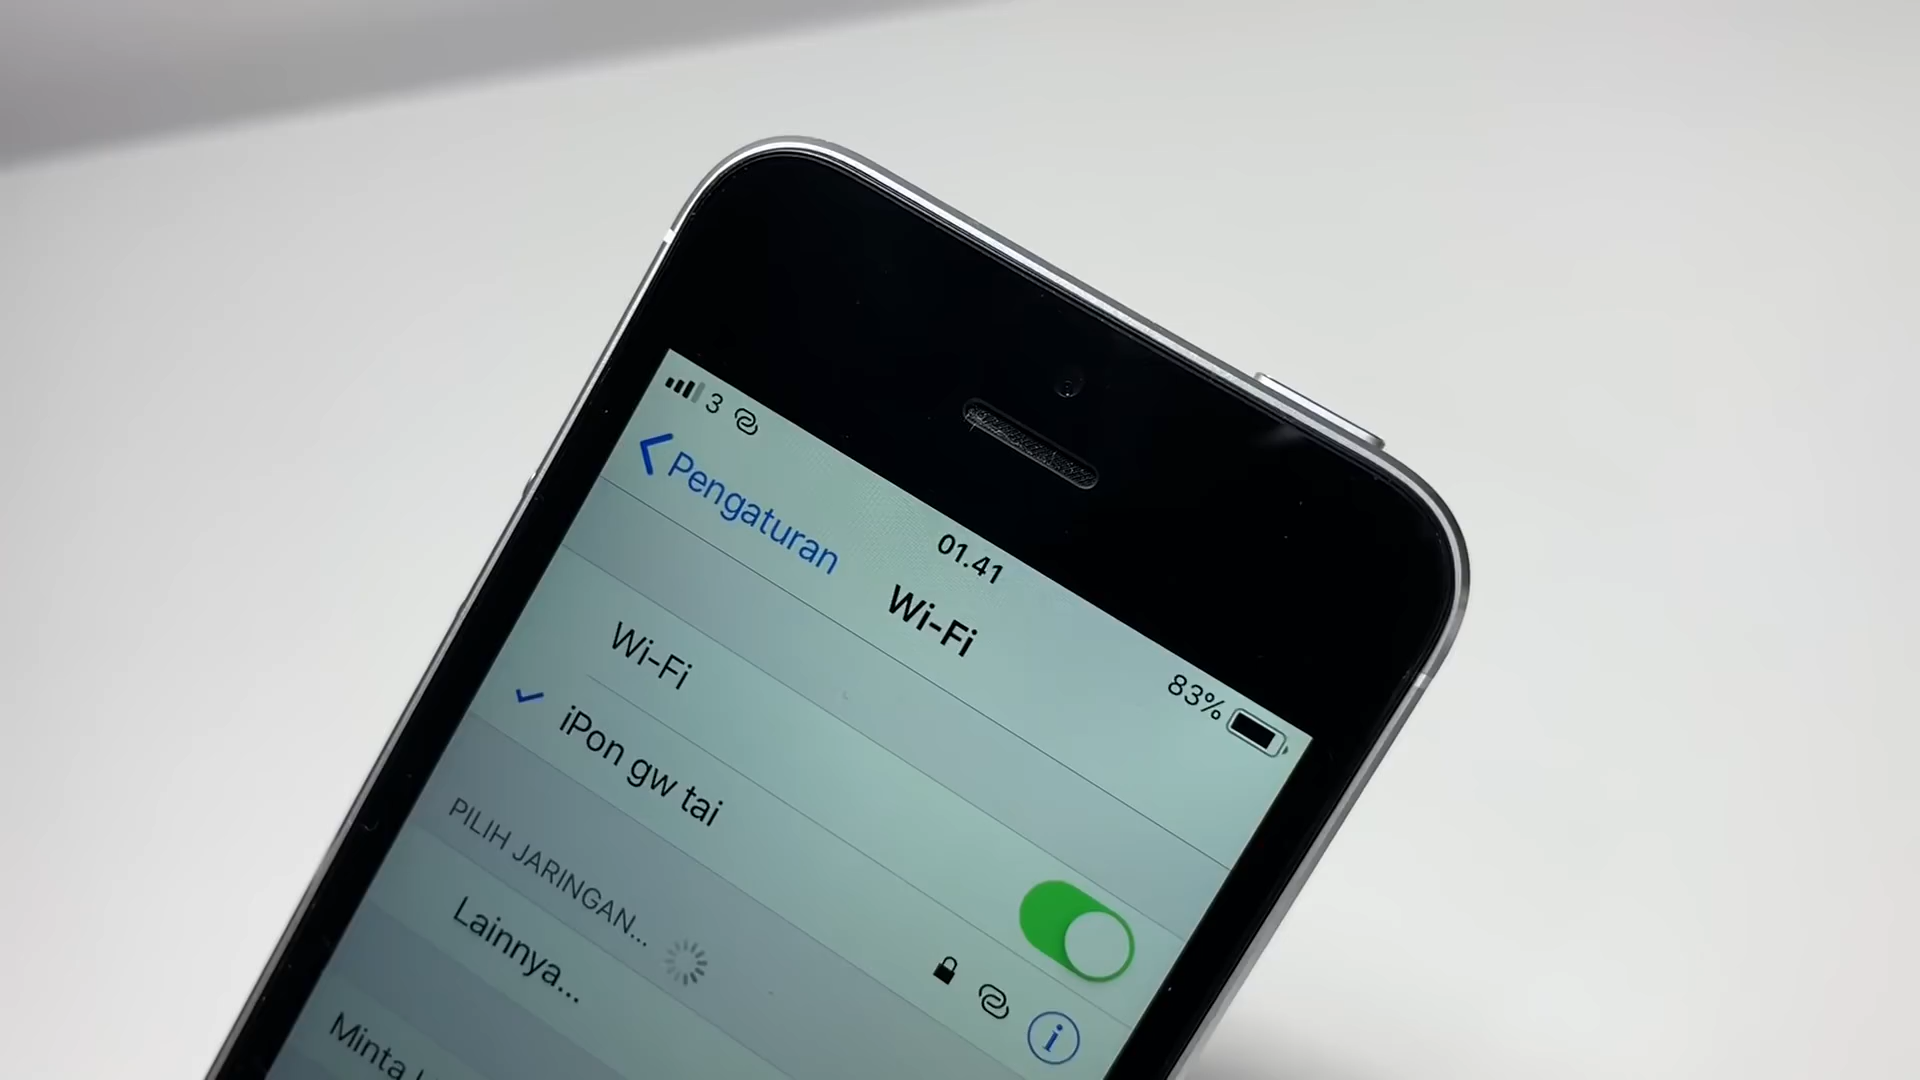 3
01.41
83%
Pengaturan
Wi-Fi
Wi-Fi
iPon gw tai
PILIH JARINGAN...
Lainnya...
Minta